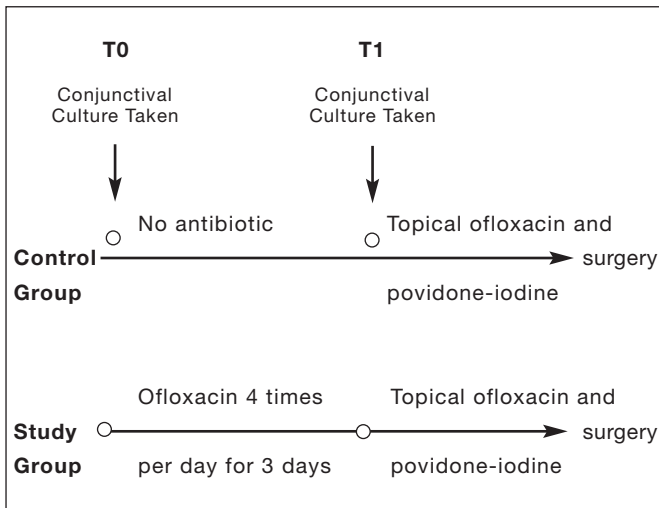 T0 T1
Conjunctival Conjunctival
Culture Taken Culture Taken
No antibiotic Topical ofloxacin and
Control surgery
Group povidone-iodine
Ofloxacin 4 times Topical ofloxacin and
Study surgery
Group per day for 3 days povidone-iodine